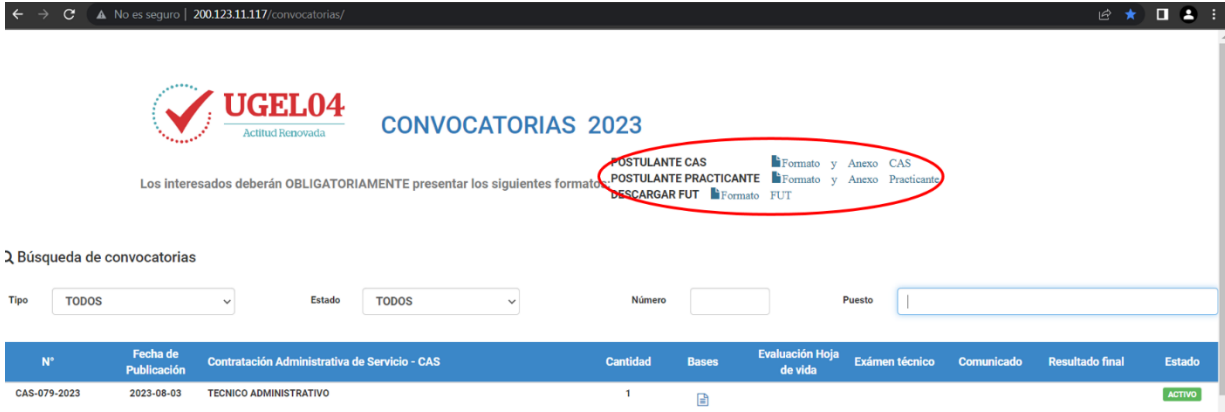 No es seguro | 200.123.11.117/convocatorias/
UGEL04
Actitud Renovada
CONVOCATORIAS 2023
Los interesados deberán OBLIGATORIAMENTE presentar los siguientes formatos:
POSTULANTE CAS Formato y Anexo CAS
POSTULANTE PRACTICANTE Formato y Anexo Practicante
DESCARGAR FUT Formato FUT
Búsqueda de convocatorias
Tipo TODOS Estado TODOS Número Puesto
N° Fecha de Publicación Contratación Administrativa de Servicio - CAS Cantidad Bases Evaluación Hoja de vida Exámen técnico Comunicado Resultado final Estado
CAS-079-2023 2023-08-03 TECNICO ADMINISTRATIVO 1 ACTIVO